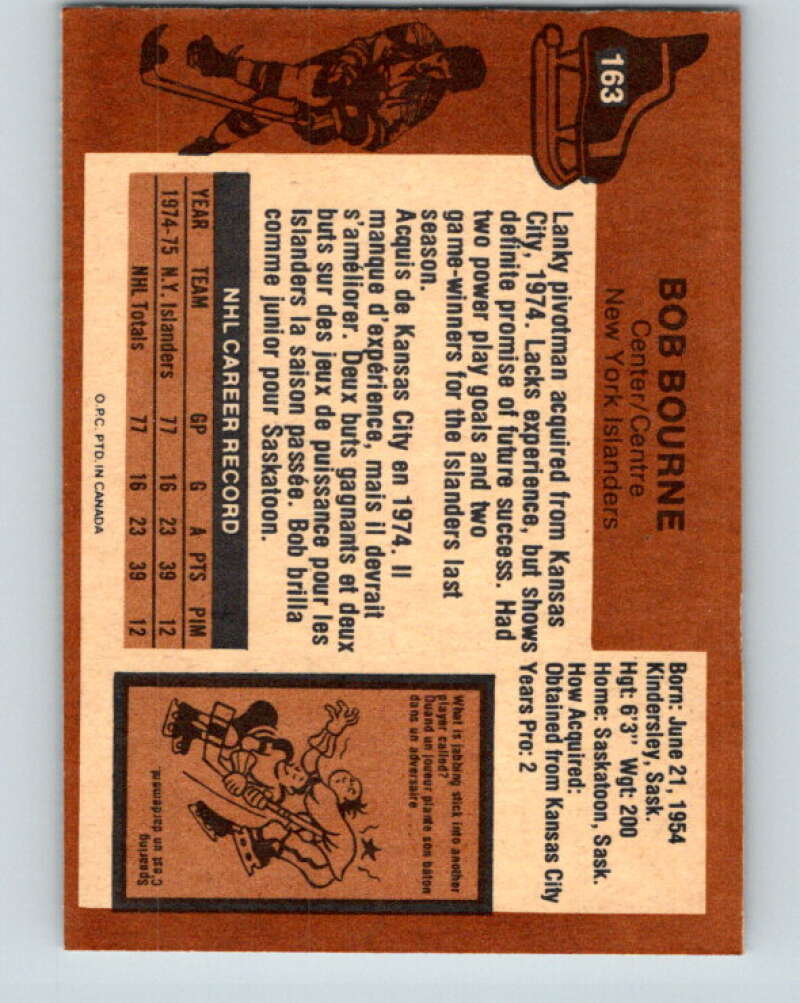 163
BOB BOURNE
Center/Centre
New York Islanders
Born: June 21, 1954
Kindersley, Sask.
Hgt: 6'3" Wgt: 200
Home: Saskatoon, Sask.
How Acquired:
Obtained from Kansas City
Years Pro: 2
Lanky pivotman acquired from Kansas
City, 1974. Lacks experience, but shows
definite promise of future success. Had
two power play goals and two
game-winners for the Islanders last
season.
Acquis de Kansas City en 1974. Il
manque d'expérience, mais il devrait
s'améliorer. Deux buts gagnants et deux
buts sur des jeux de puissance pour les
Islanders la saison passée. Bob brilla
comme junior pour Saskatoon.
NHL CAREER RECORD
YEAR TEAM GP G A PTS PIM
1974-75 N.Y. Islanders 77 16 23 39 12
NHL Totals 77 16 23 39 12
O.P.C. PTD. IN CANADA
What is jabbing stick into another
player called?
Quand un joueur plante son bâton
dans un adversaire . . .
Spearing
C'est un dardement.